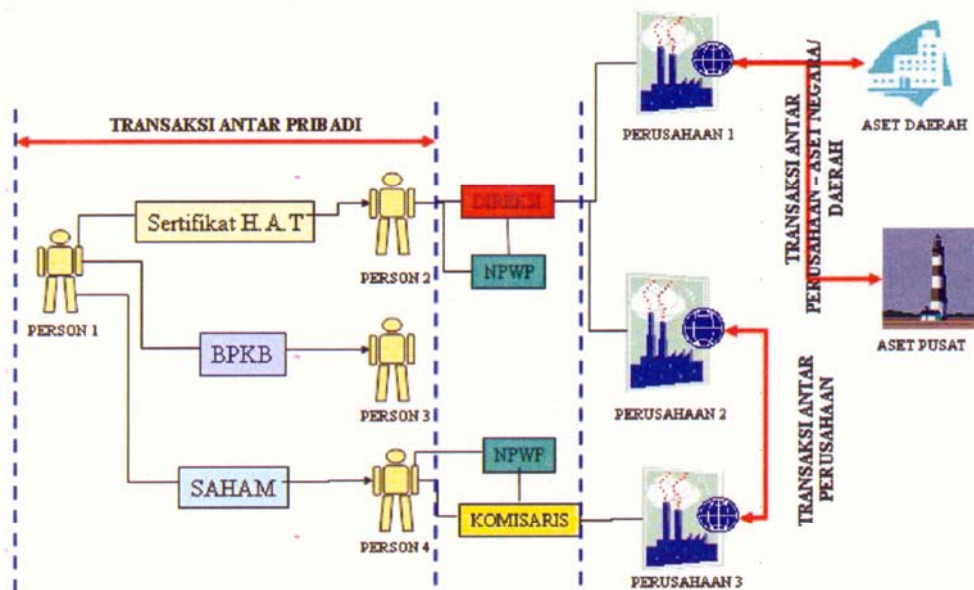 TRANSAKSI ANTAR PRIBADI
PERUSAHAAN 1
ASET DAERAH
TRANSAKSI ANTAR
PERUSAHAAN – ASET NEGARA/
DAERAH
Sertifikat H.A.T
DIREKSI
PERSON 2
NPWP
PERSON 1
ASET PUSAT
BPKB
PERSON 3
PERUSAHAAN 2
TRANSAKSI ANTAR
PERUSAHAAN
NPWP
SAHAM
KOMISARIS
PERSON 4
PERUSAHAAN 3